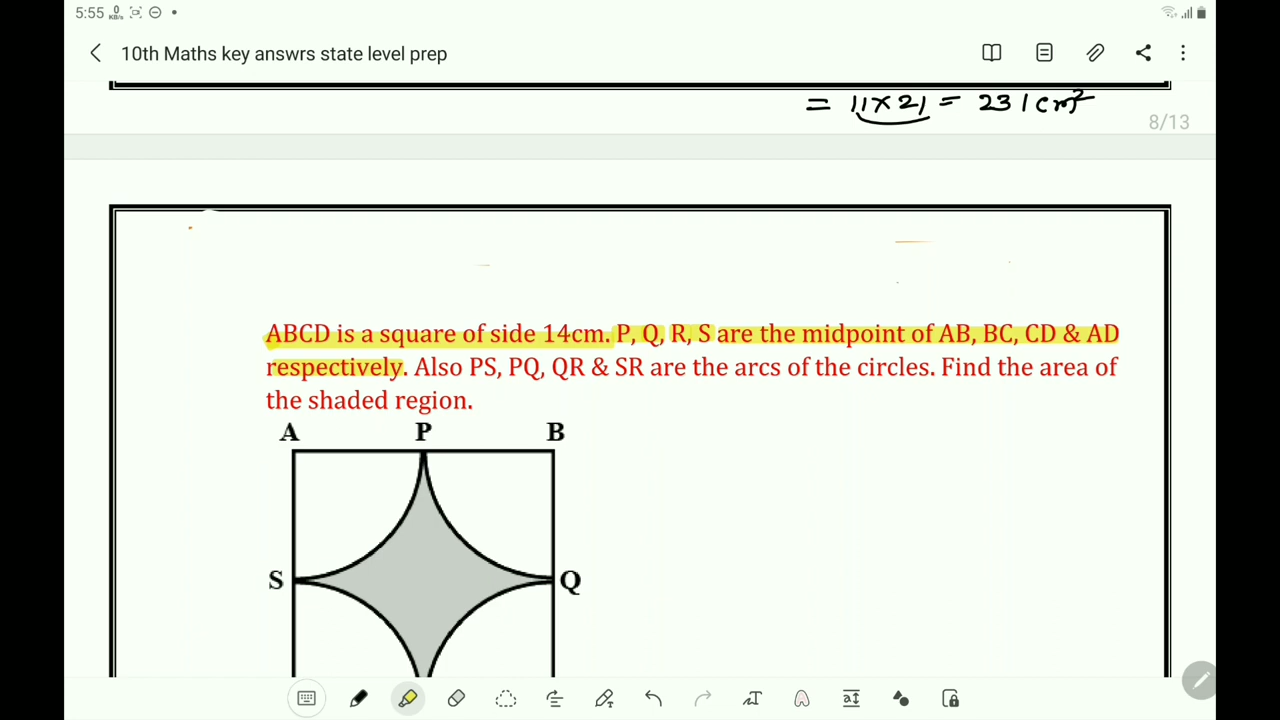 5:55 0 KB/s
10th Maths key answrs state level prep
= 11 × 21 = 231 cm²
8/13
ABCD is a square of side 14cm. P, Q, R, S are the midpoint of AB, BC, CD & AD
respectively. Also PS, PQ, QR & SR are the arcs of the circles. Find the area of
the shaded region.
A P B
S Q